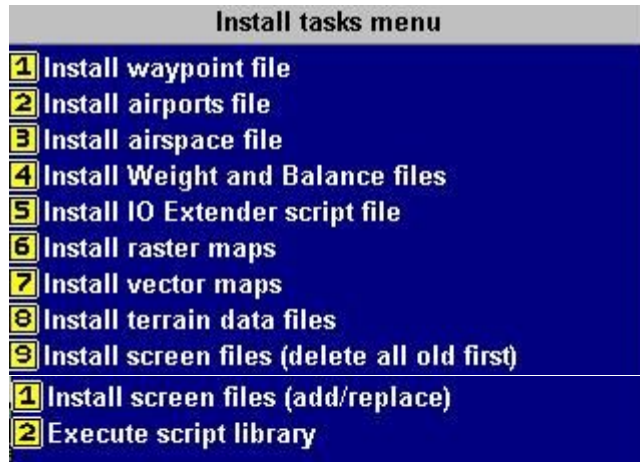 Install tasks menu
1 Install waypoint file
2 Install airports file
3 Install airspace file
4 Install Weight and Balance files
5 Install IO Extender script file
6 Install raster maps
7 Install vector maps
8 Install terrain data files
9 Install screen files (delete all old first)
1 Install screen files (add/replace)
2 Execute script library